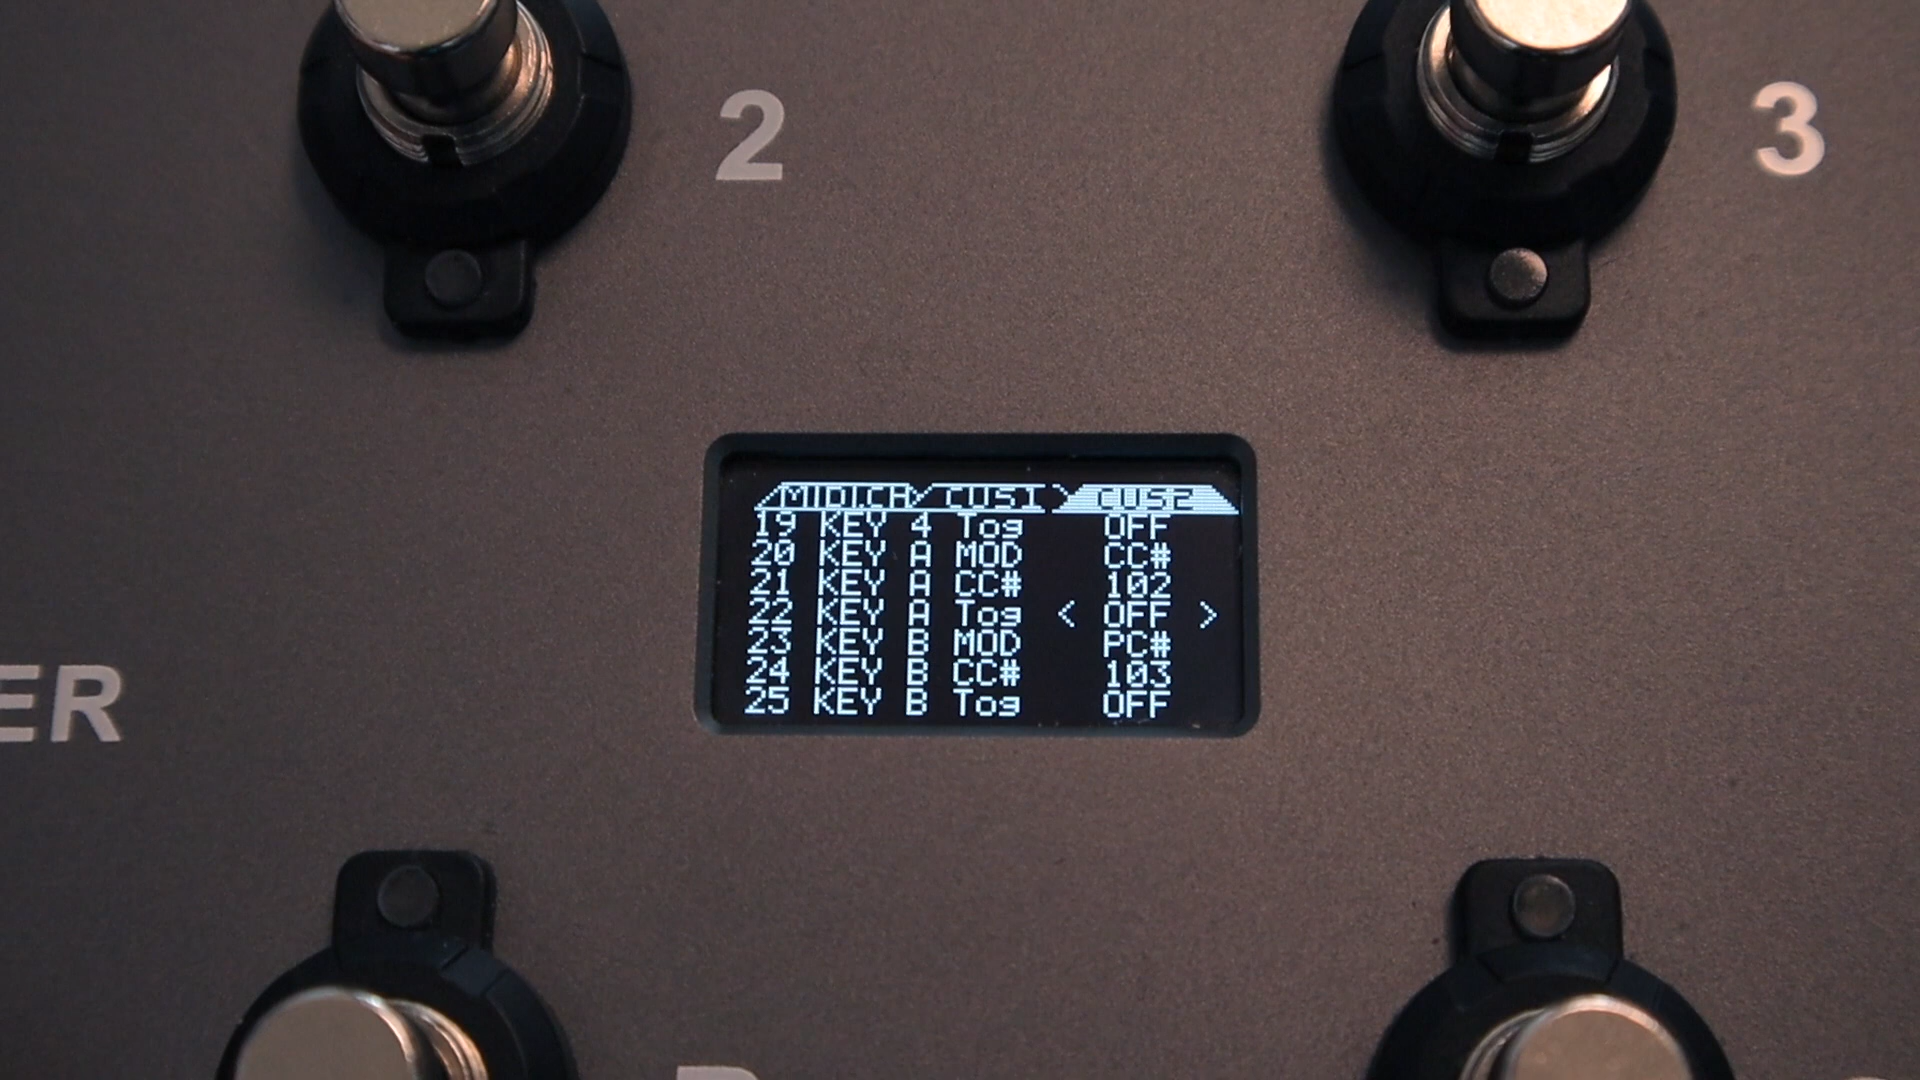 2
3
MIDI.CH CUS1 CUS2
19 KEY 4 Tog OFF
20 KEY A MOD CC#
21 KEY A CC# 102
22 KEY A Tog < OFF >
23 KEY B MOD PC#
24 KEY B CC# 103
25 KEY B Tog OFF
ER